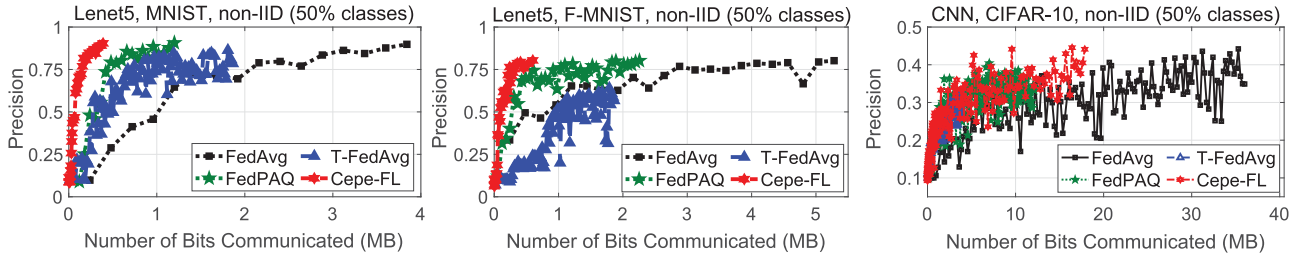 Lenet5, MNIST, non-IID (50% classes)
Precision
1
0.75
0.5
0.25
0
FedAvg
T-FedAvg
FedPAQ
Cepe-FL
0 1 2 3 4
Number of Bits Communicated (MB)
Lenet5, F-MNIST, non-IID (50% classes)
Precision
1
0.75
0.5
0.25
0
FedAvg
T-FedAvg
FedPAQ
Cepe-FL
0 1 2 3 4 5
Number of Bits Communicated (MB)
CNN, CIFAR-10, non-IID (50% classes)
Precision
0.5
0.4
0.3
0.2
0.1
FedAvg
T-FedAvg
FedPAQ
Cepe-FL
0 10 20 30 40
Number of Bits Communicated (MB)